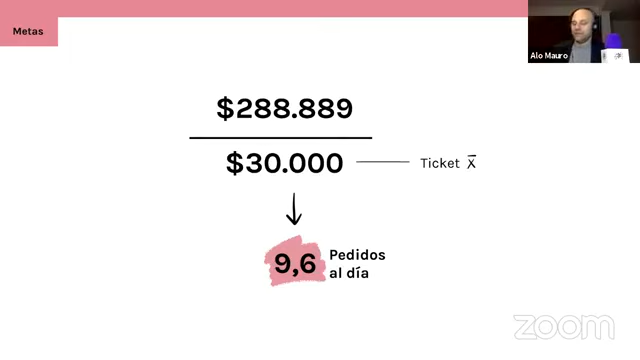 Metas
Alo Mauro
$288.889
$30.000
Ticket X̄
9,6
Pedidos
al día
zoom